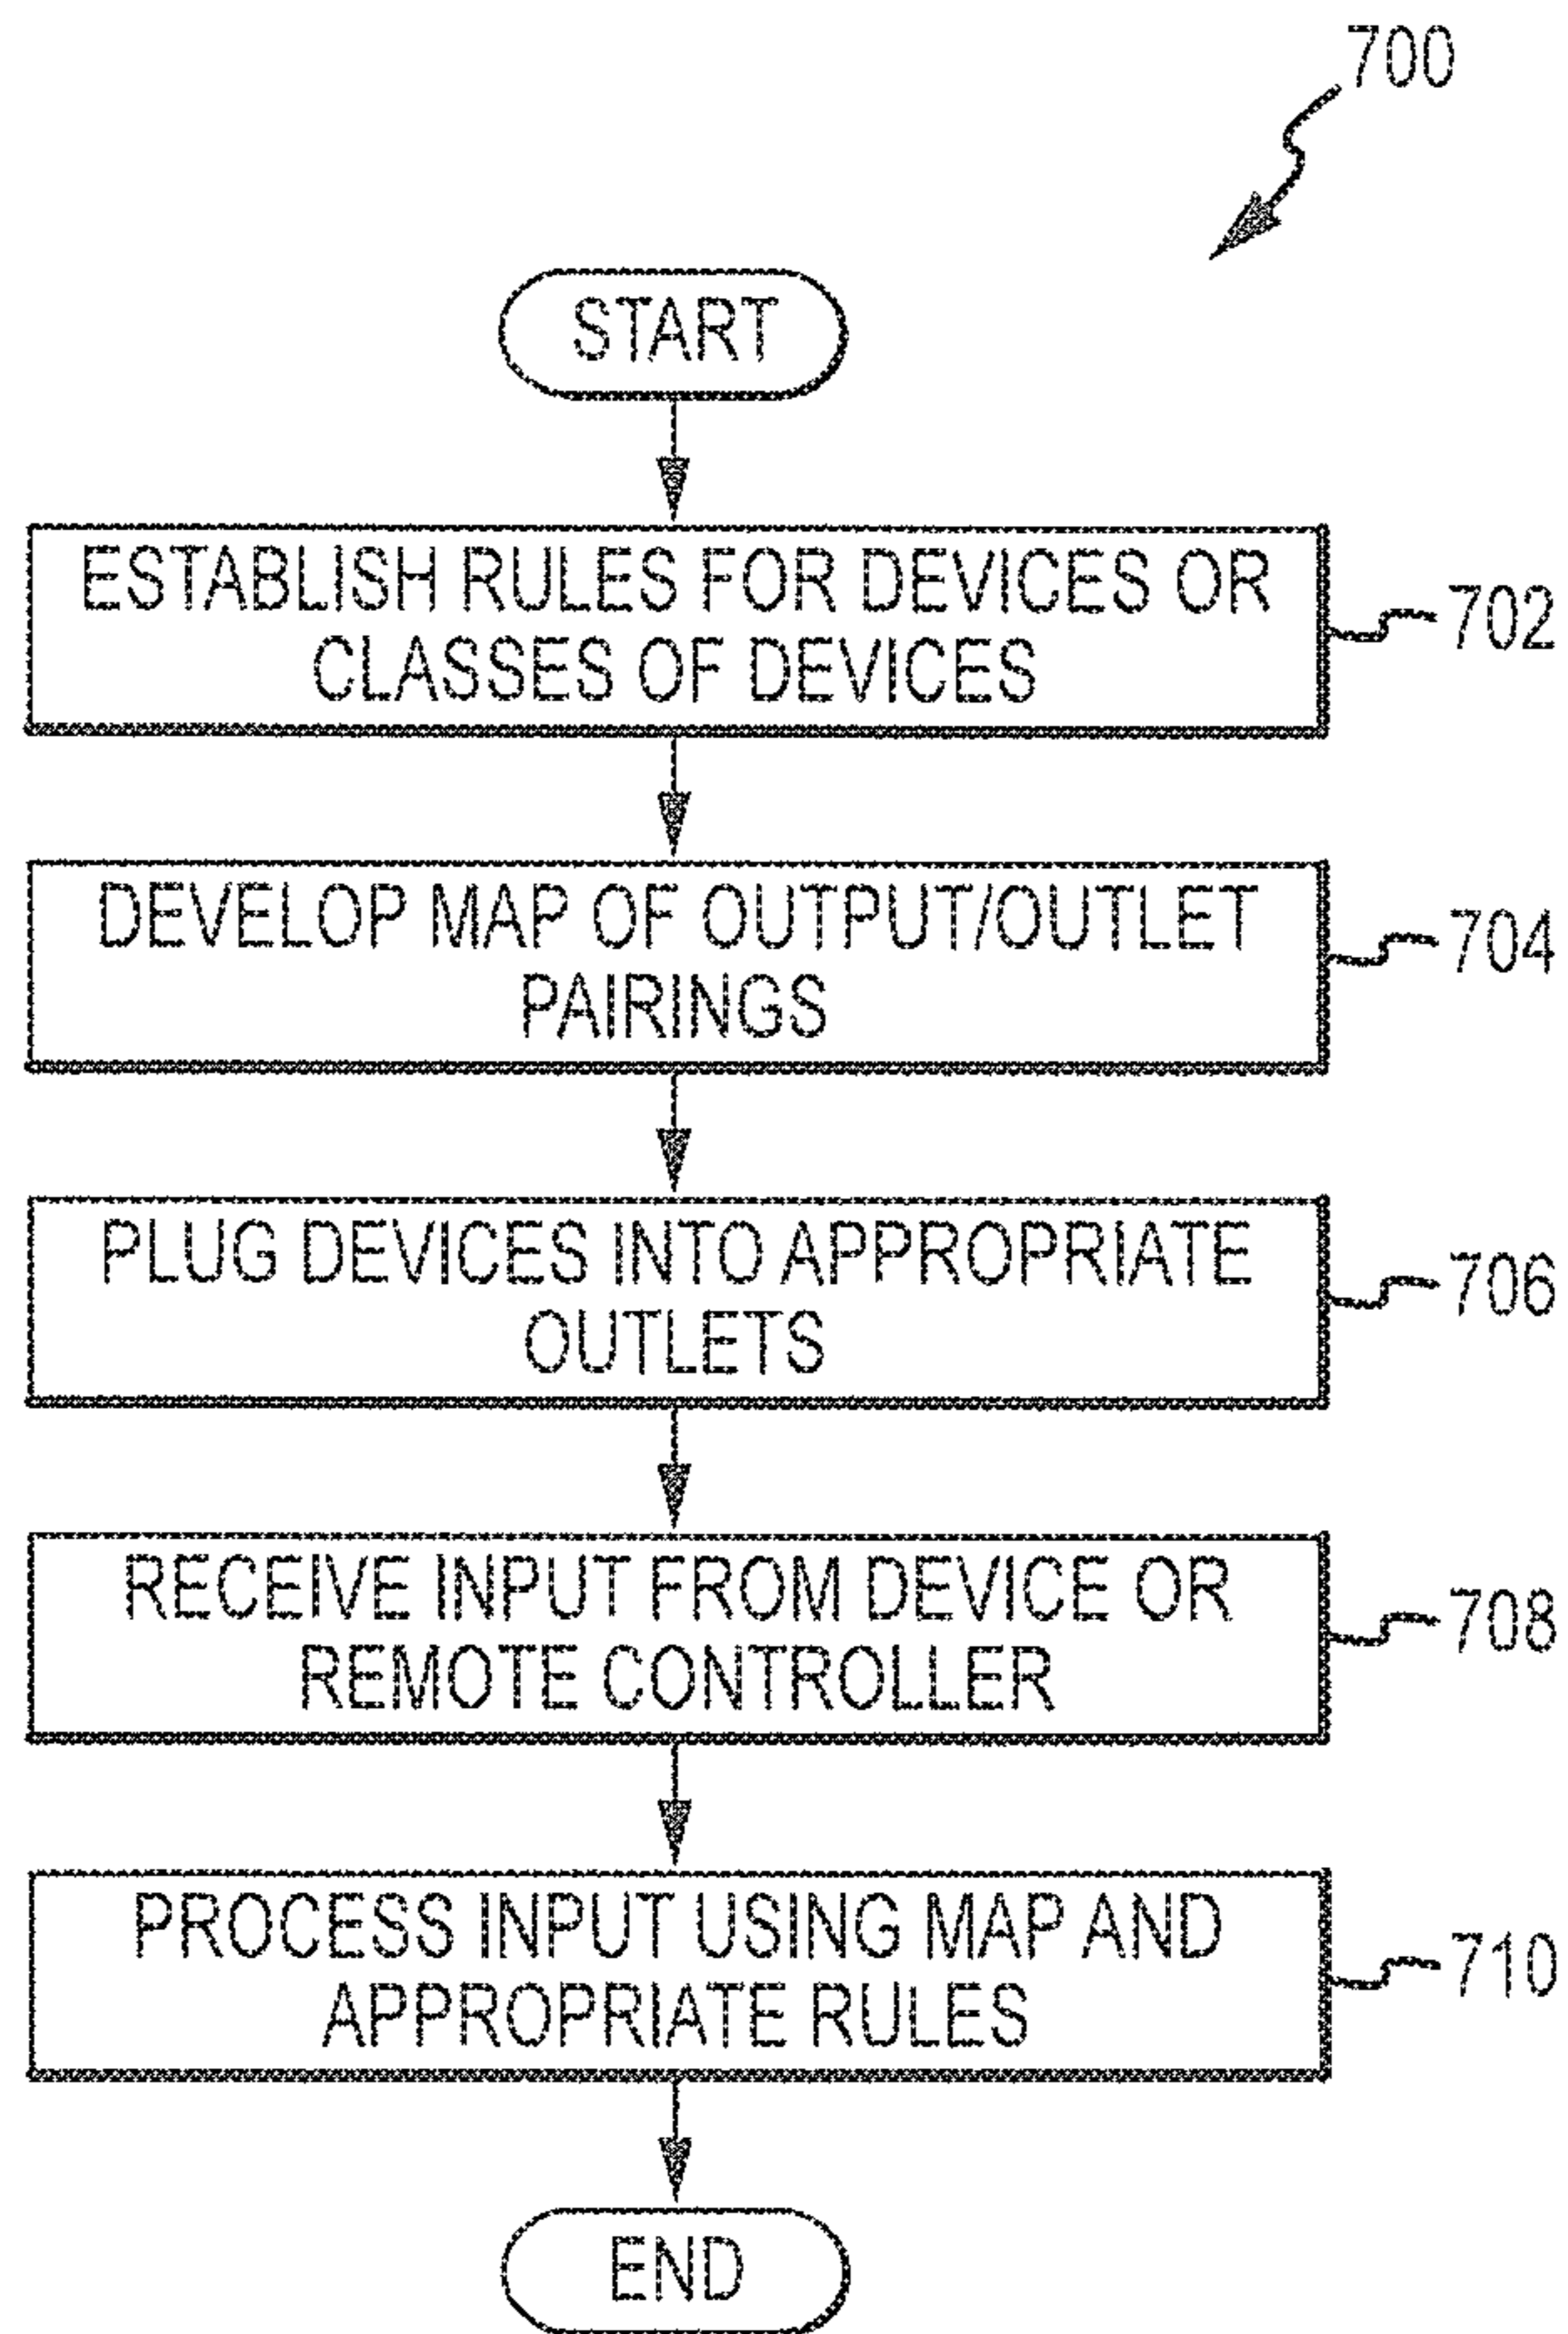 700
START
ESTABLISH RULES FOR DEVICES OR
CLASSES OF DEVICES
702
DEVELOP MAP OF OUTPUT/OUTLET
PAIRINGS
704
PLUG DEVICES INTO APPROPRIATE
OUTLETS
706
RECEIVE INPUT FROM DEVICE OR
REMOTE CONTROLLER
708
PROCESS INPUT USING MAP AND
APPROPRIATE RULES
710
END